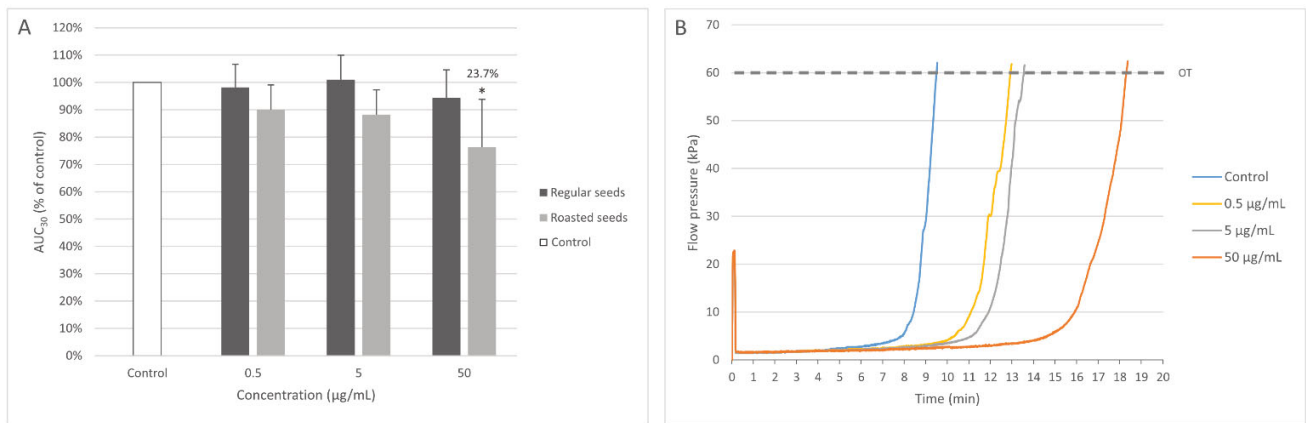 A
120%
110%
100%
90%
80%
70%
60%
50%
40%
30%
20%
10%
0%
AUC30 (% of control)
23.7%
*
Control
0.5
5
50
Concentration (µg/mL)
Regular seeds
Roasted seeds
Control
B
70
60
50
40
30
20
10
0
Flow pressure (kPa)
OT
0 1 2 3 4 5 6 7 8 9 10 11 12 13 14 15 16 17 18 19 20
Time (min)
Control
0.5 µg/mL
5 µg/mL
50 µg/mL